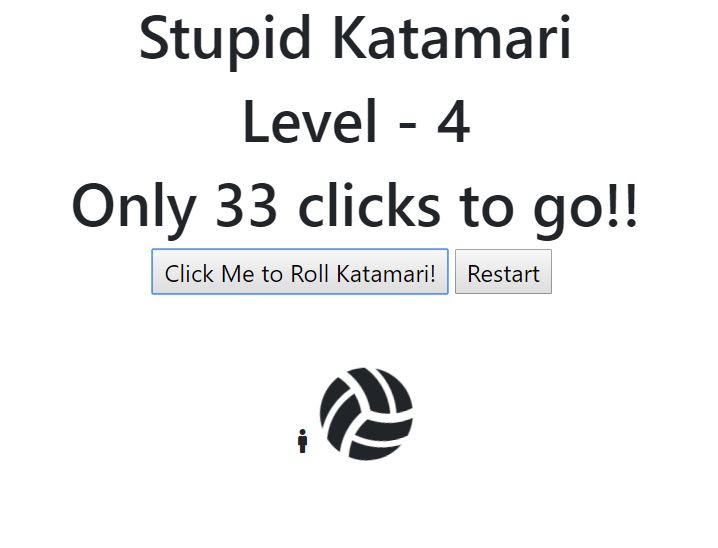 Stupid Katamari
Level - 4
Only 33 clicks to go!!
Click Me to Roll Katamari! Restart